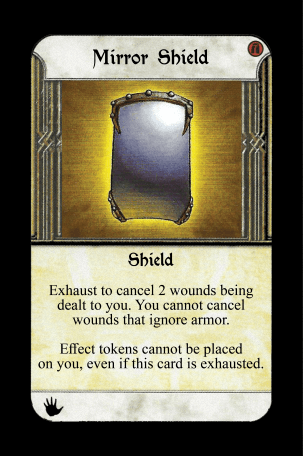 Mirror Shield
Shield
Exhaust to cancel 2 wounds being
dealt to you. You cannot cancel
wounds that ignore armor.
Effect tokens cannot be placed
on you, even if this card is exhausted.